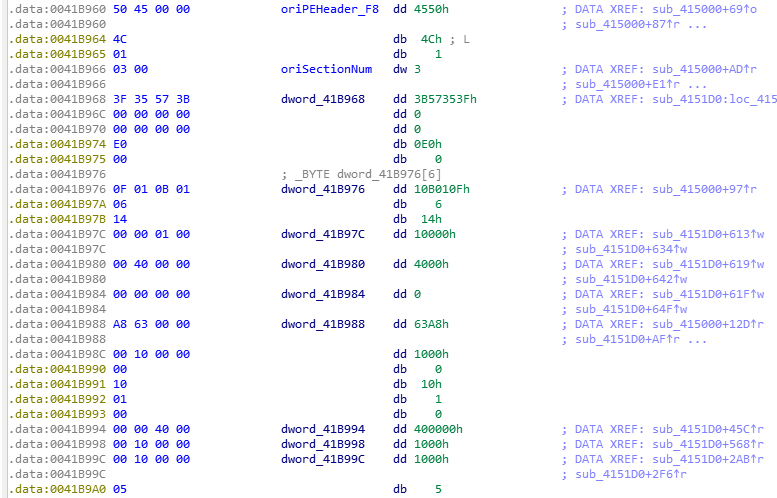 .data:0041B960 50 45 00 00 oriPEHeader_F8 dd 4550h ; DATA XREF: sub_415000+69↑o
.data:0041B960 ; sub_415000+87↑r ...
.data:0041B964 4C db 4Ch ; L
.data:0041B965 01 db 1
.data:0041B966 03 00 oriSectionNum dw 3 ; DATA XREF: sub_415000+AD↑r
.data:0041B966 ; sub_415000+E1↑r ...
.data:0041B968 3F 35 57 3B dword_41B968 dd 3B57353Fh ; DATA XREF: sub_4151D0:loc_415
.data:0041B96C 00 00 00 00 dd 0
.data:0041B970 00 00 00 00 dd 0
.data:0041B974 E0 db 0E0h
.data:0041B975 00 db 0
.data:0041B976 ; _BYTE dword_41B976[6]
.data:0041B976 0F 01 0B 01 dword_41B976 dd 10B010Fh ; DATA XREF: sub_415000+97↑r
.data:0041B97A 06 db 6
.data:0041B97B 14 db 14h
.data:0041B97C 00 00 01 00 dword_41B97C dd 10000h ; DATA XREF: sub_4151D0+613↑w
.data:0041B97C ; sub_4151D0+634↑w
.data:0041B980 00 40 00 00 dword_41B980 dd 4000h ; DATA XREF: sub_4151D0+619↑w
.data:0041B980 ; sub_4151D0+642↑w
.data:0041B984 00 00 00 00 dword_41B984 dd 0 ; DATA XREF: sub_4151D0+61F↑w
.data:0041B984 ; sub_4151D0+64F↑w
.data:0041B988 A8 63 00 00 dword_41B988 dd 63A8h ; DATA XREF: sub_415000+12D↑r
.data:0041B988 ; sub_4151D0+AF↑r ...
.data:0041B98C 00 10 00 00 dd 1000h
.data:0041B990 00 db 0
.data:0041B991 10 db 10h
.data:0041B992 01 db 1
.data:0041B993 00 db 0
.data:0041B994 00 00 40 00 dword_41B994 dd 400000h ; DATA XREF: sub_4151D0+45C↑r
.data:0041B998 00 10 00 00 dword_41B998 dd 1000h ; DATA XREF: sub_4151D0+568↑r
.data:0041B99C 00 10 00 00 dword_41B99C dd 1000h ; DATA XREF: sub_4151D0+2AB↑r
.data:0041B99C ; sub_4151D0+2F6↑r
.data:0041B9A0 05 db 5